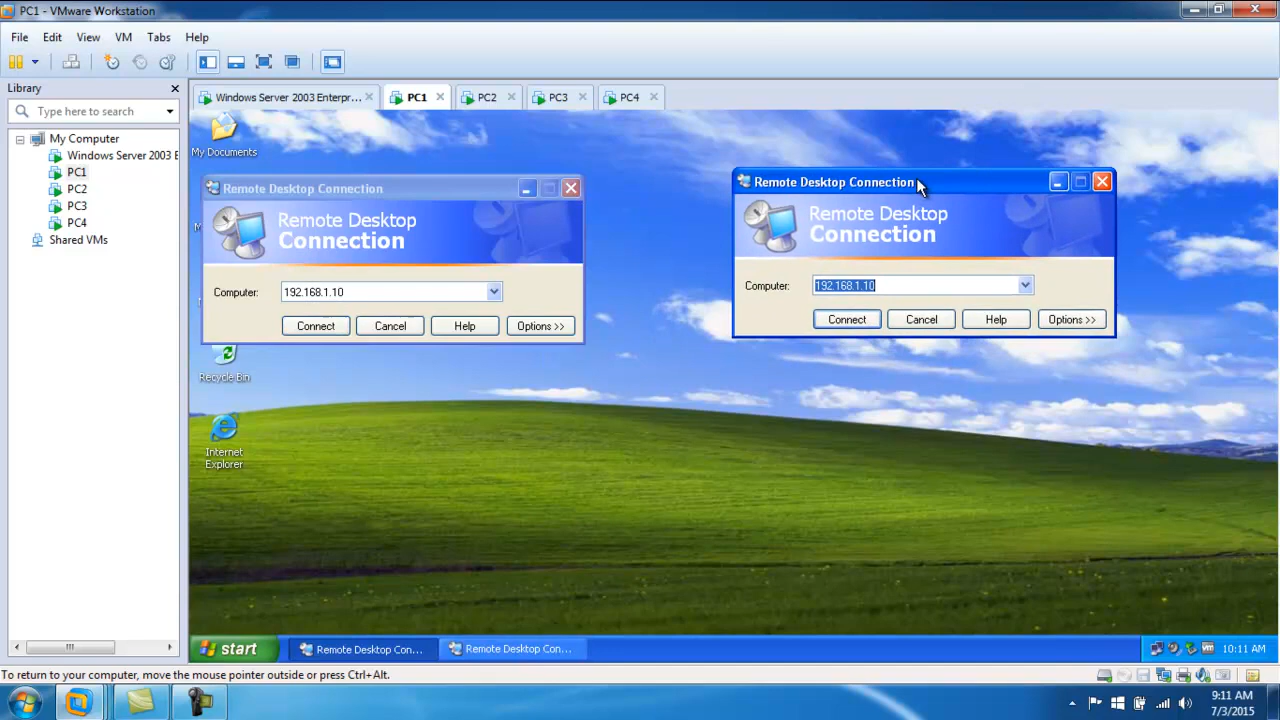 PC1 - VMware Workstation
File Edit View VM Tabs Help
Library
Type here to search
My Computer
Windows Server 2003 E
PC1
PC2
PC3
PC4
Shared VMs
Windows Server 2003 Enterpr...
PC1
PC2
PC3
PC4
My Documents
Recycle Bin
Internet
Explorer
Remote Desktop Connection
Remote Desktop
Connection
Computer: 192.168.1.10
Connect Cancel Help Options >>
Remote Desktop Connection
Remote Desktop
Connection
Computer: 192.168.1.10
Connect Cancel Help Options >>
start
Remote Desktop Con...
Remote Desktop Con...
10:11 AM
To return to your computer, move the mouse pointer outside or press Ctrl+Alt.
9:11 AM
7/3/2015